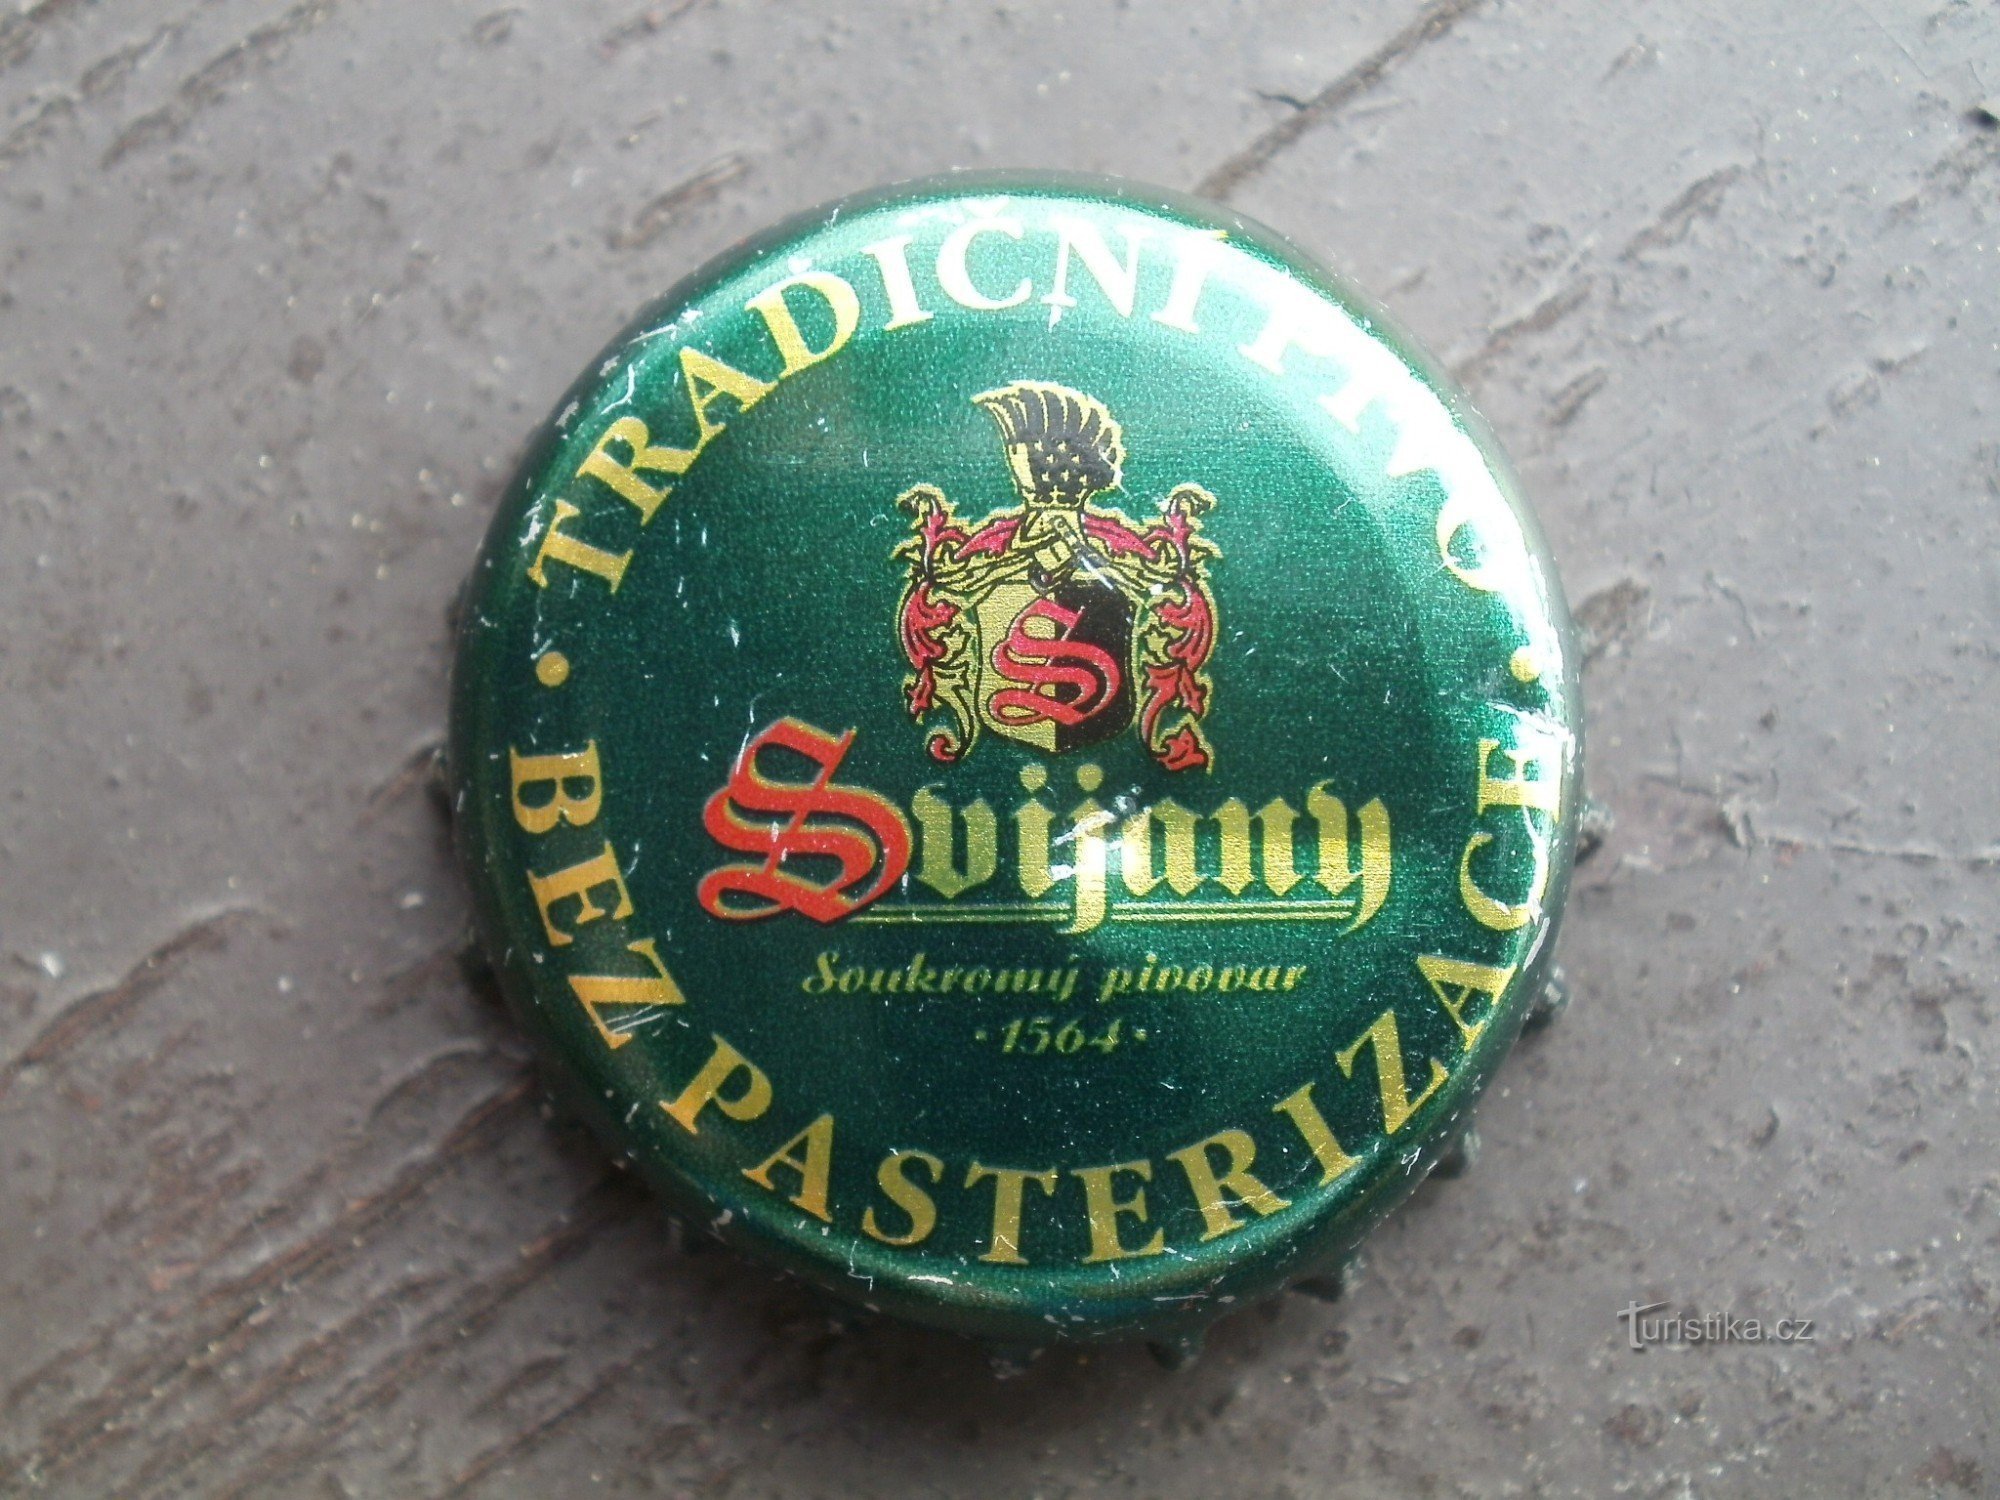 TRADIČNÍ PIVO
S
Svijany
Soukromý pivovar
·1564·
· BEZ PASTERIZACE ·
Turistika.cz